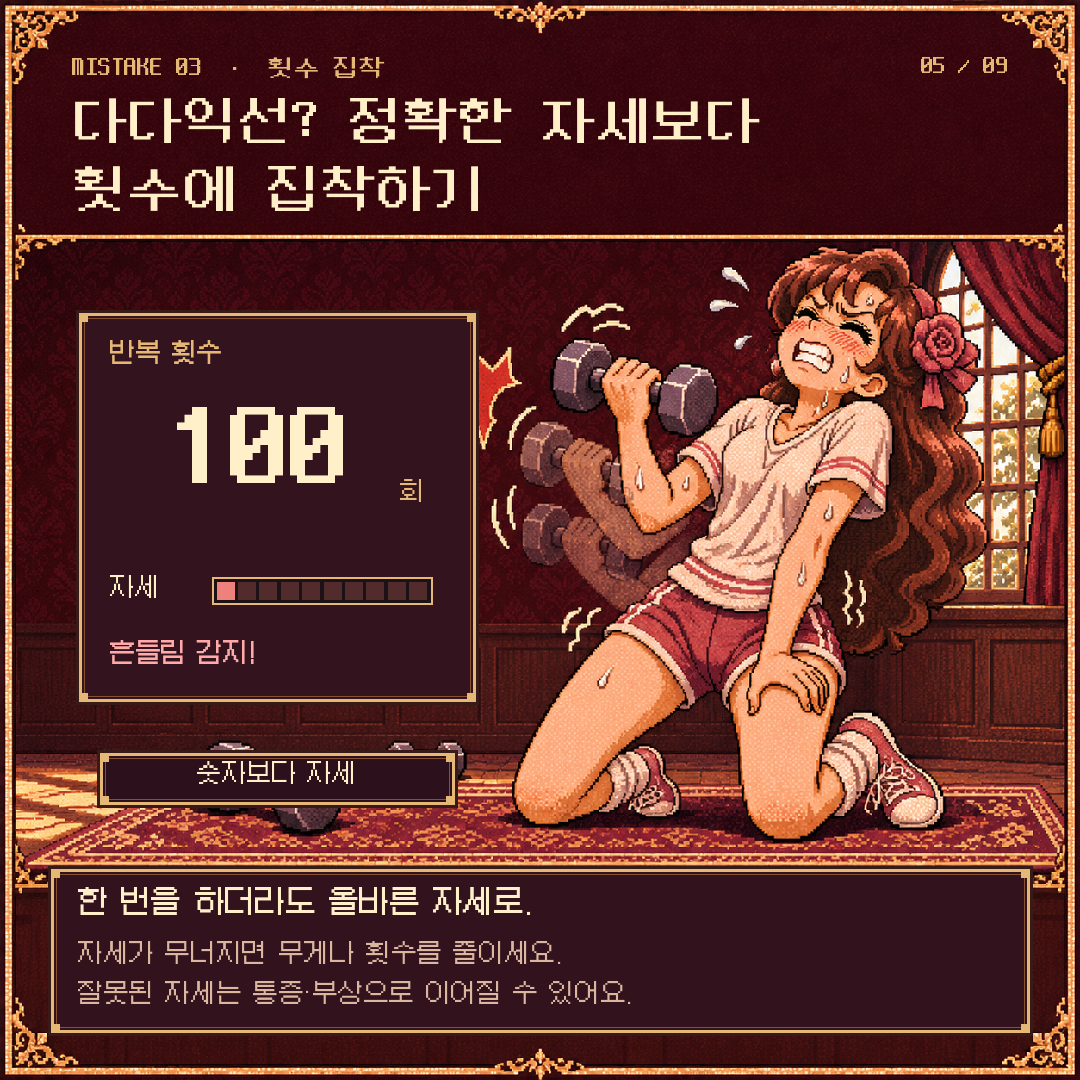 MISTAKE 03 · 횟수 집착
05 / 09
다다익선? 정확한 자세보다
횟수에 집착하기
반복 횟수
100
회
자세
흔들림 감지!
숫자보다 자세
한 번을 하더라도 올바른 자세로.
자세가 무너지면 무게나 횟수를 줄이세요.
잘못된 자세는 통증·부상으로 이어질 수 있어요.